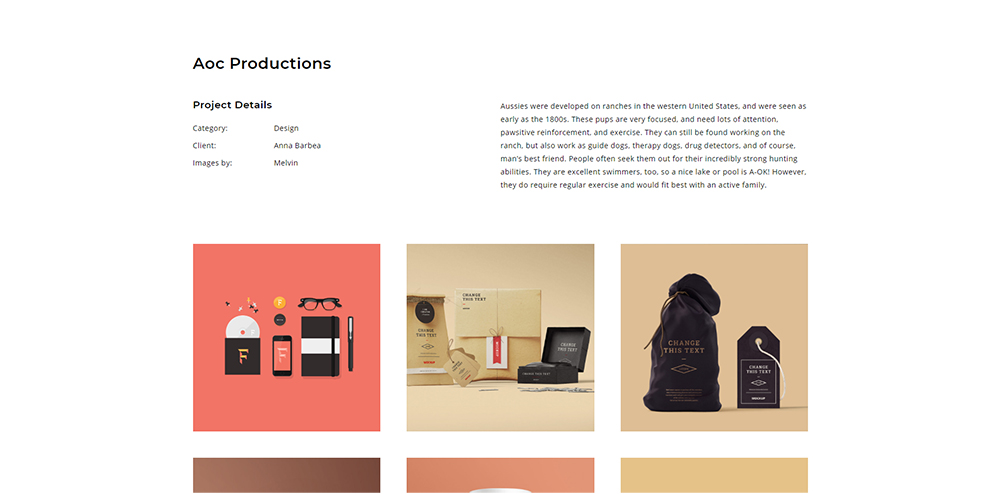 Aoc Productions
Project Details
Category: Design
Client: Anna Barbea
Images by: Melvin
Aussies were developed on ranches in the western United States, and were seen as
early as the 1800s. These pups are very focused, and need lots of attention,
pawsitive reinforcement, and exercise. They can still be found working on the
ranch, but also work as guide dogs, therapy dogs, drug detectors, and of course,
man's best friend. People often seek them out for their incredibly strong hunting
abilities. They are excellent swimmers, too, so a nice lake or pool is A-OK! However,
they do require regular exercise and would fit best with an active family.
F
F
CHANGE
THIS TEXT
MOCKUP
CHANGE
THIS TEXT
CHANGE
THIS TEXT
CHANGE THIS TEXT
CHANGE
THIS TEXT
CHANGE
THIS TEXT
MOCKUP